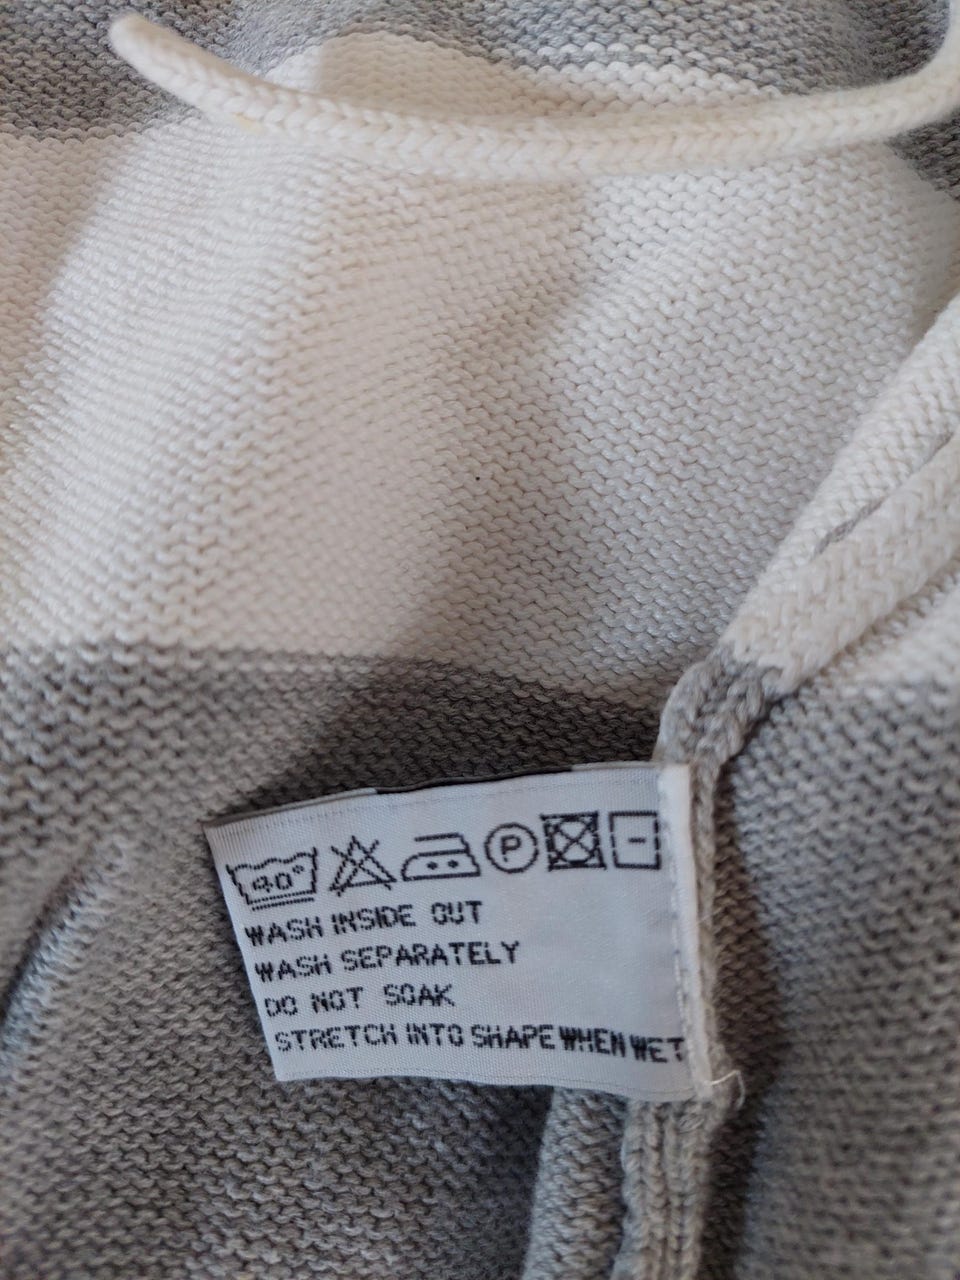 40° P
WASH INSIDE OUT
WASH SEPARATELY
DO NOT SOAK
STRETCH INTO SHAPE WHEN WET